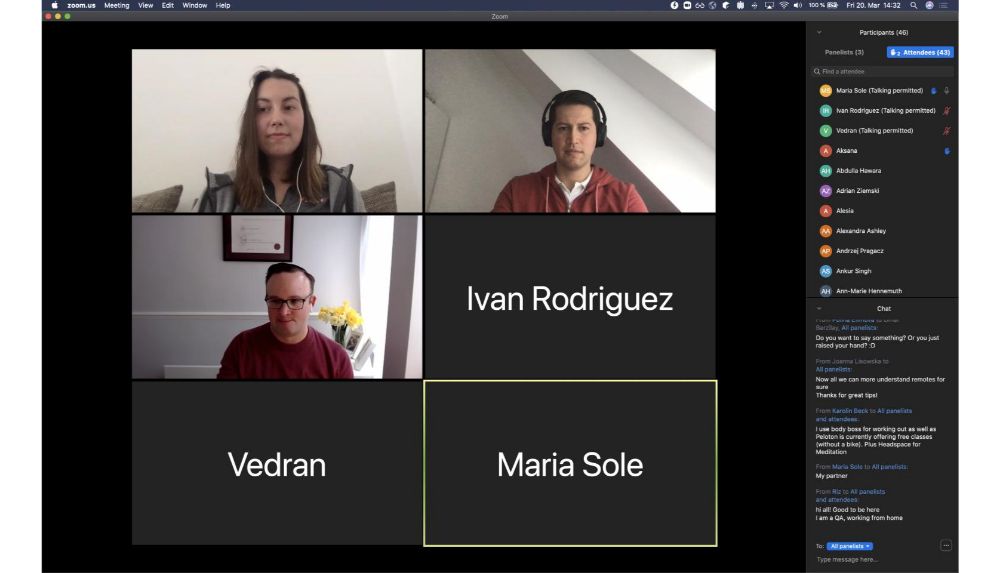 zoom.us Meeting View Edit Window Help
100 % Fri 20. Mar 14:32
Zoom
Participants (46)
Panelists (3)
2 Attendees (43)
Find a attendee
MS Maria Sole (Talking permitted)
IR Ivan Rodriguez (Talking permitted)
V Vedran (Talking permitted)
A Aksana
AH Abdulla Hawara
AZ Adrian Ziemski
A Alesia
AA Alexandra Ashley
AP Andrzej Pragacz
AS Ankur Singh
AH Ann-Marie Hennemuth
Ivan Rodriguez
Vedran
Maria Sole
Chat
Barzilay, All panelists:
Do you want to say something? Or you just
raised your hand? :D
From Joanna Lisowska to
All panelists:
Now all we can more understand remotes for
sure
Thanks for great tips!
From Karolin Beck to All panelists
and attendees:
I use body boss for working out as well as
Peloton is currently offering free classes
(without a bike). Plus Headspace for
Meditation
From Maria Sole to All panelists:
My partner
From Riz to All panelists
and attendees:
hi all! Good to be here
I am a QA, working from home
To: All panelists
Type message here...